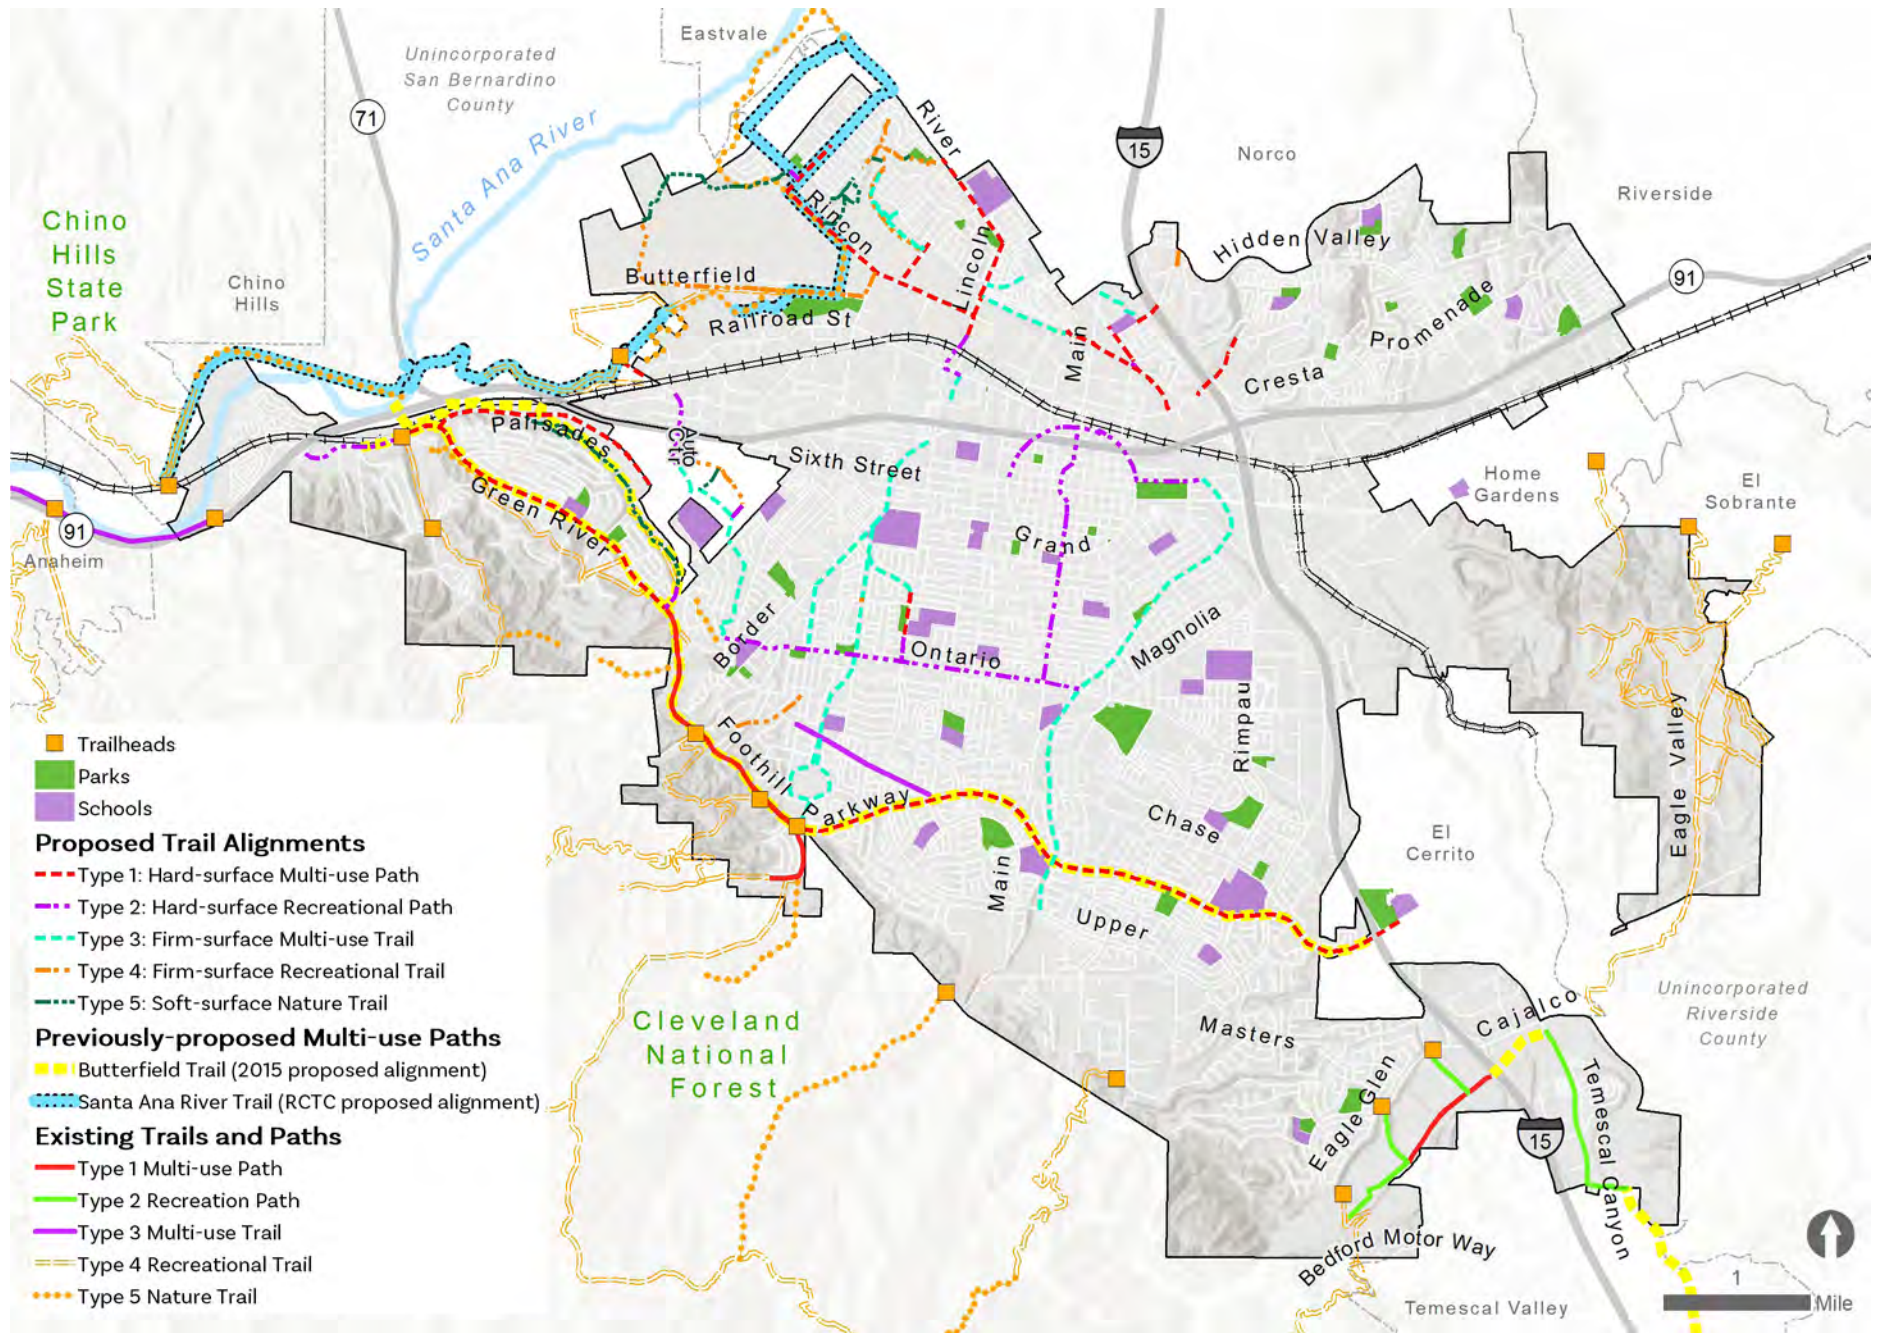 Eastvale
Unincorporated
San Bernardino
County
71
Santa Ana River
River
15
Norco
Riverside
Chino
Hills
State
Park
Chino
Hills
Rincon
Lincoln
Hidden Valley
91
Butterfield
Railroad St
Main
Promenade
Cresta
Palisades
Auto
Ctr
Sixth Street
Home
Gardens
El
Sobrante
Green River
Grand
91
Anaheim
Border
Magnolia
Ontario
Rimpau
Eagle Valley
Foothill Parkway
Chase
El
Cerrito
Main
Upper
Cleveland
National
Forest
Masters
Cajalco
Unincorporated
Riverside
County
Eagle Glen
15
Temescal Canyon
Bedford Motor Way
Temescal Valley
1
Mile
Trailheads
Parks
Schools
Proposed Trail Alignments
Type 1: Hard-surface Multi-use Path
Type 2: Hard-surface Recreational Path
Type 3: Firm-surface Multi-use Trail
Type 4: Firm-surface Recreational Trail
Type 5: Soft-surface Nature Trail
Previously-proposed Multi-use Paths
Butterfield Trail (2015 proposed alignment)
Santa Ana River Trail (RCTC proposed alignment)
Existing Trails and Paths
Type 1 Multi-use Path
Type 2 Recreation Path
Type 3 Multi-use Trail
Type 4 Recreational Trail
Type 5 Nature Trail